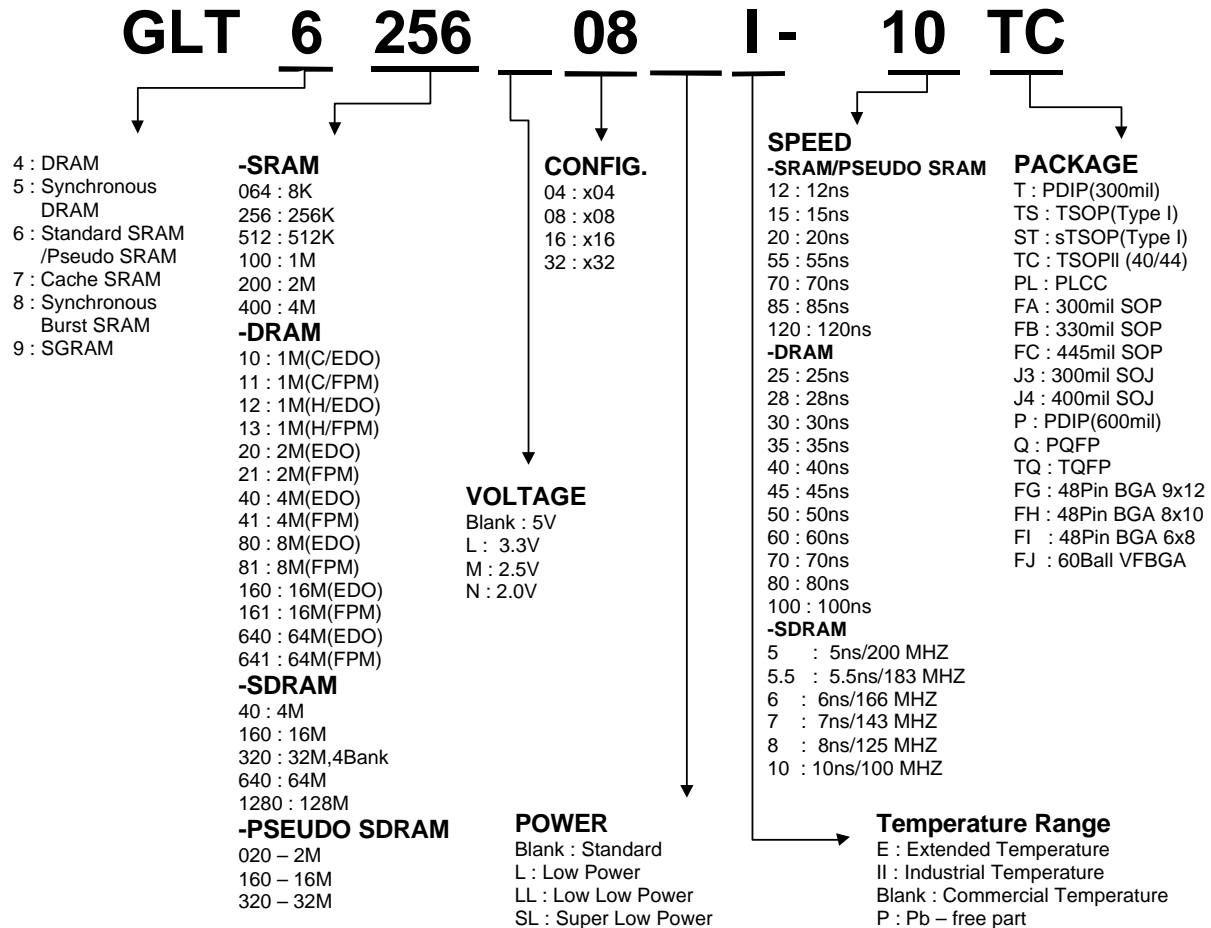 GLT 6 256 08 I - 10 TC
4 : DRAM
5 : Synchronous
DRAM
6 : Standard SRAM
/Pseudo SRAM
7 : Cache SRAM
8 : Synchronous
Burst SRAM
9 : SGRAM
-SRAM
064 : 8K
256 : 256K
512 : 512K
100 : 1M
200 : 2M
400 : 4M
-DRAM
10 : 1M(C/EDO)
11 : 1M(C/FPM)
12 : 1M(H/EDO)
13 : 1M(H/FPM)
20 : 2M(EDO)
21 : 2M(FPM)
40 : 4M(EDO)
41 : 4M(FPM)
80 : 8M(EDO)
81 : 8M(FPM)
160 : 16M(EDO)
161 : 16M(FPM)
640 : 64M(EDO)
641 : 64M(FPM)
-SDRAM
40 : 4M
160 : 16M
320 : 32M,4Bank
640 : 64M
1280 : 128M
-PSEUDO SDRAM
020 – 2M
160 – 16M
320 – 32M
VOLTAGE
Blank : 5V
L : 3.3V
M : 2.5V
N : 2.0V
CONFIG.
04 : x04
08 : x08
16 : x16
32 : x32
POWER
Blank : Standard
L : Low Power
LL : Low Low Power
SL : Super Low Power
SPEED
-SRAM/PSEUDO SRAM
12 : 12ns
15 : 15ns
20 : 20ns
55 : 55ns
70 : 70ns
85 : 85ns
120 : 120ns
-DRAM
25 : 25ns
28 : 28ns
30 : 30ns
35 : 35ns
40 : 40ns
45 : 45ns
50 : 50ns
60 : 60ns
70 : 70ns
80 : 80ns
100 : 100ns
-SDRAM
5 : 5ns/200 MHZ
5.5 : 5.5ns/183 MHZ
6 : 6ns/166 MHZ
7 : 7ns/143 MHZ
8 : 8ns/125 MHZ
10 : 10ns/100 MHZ
PACKAGE
T : PDIP(300mil)
TS : TSOP(Type I)
ST : sTSOP(Type I)
TC : TSOPll (40/44)
PL : PLCC
FA : 300mil SOP
FB : 330mil SOP
FC : 445mil SOP
J3 : 300mil SOJ
J4 : 400mil SOJ
P : PDIP(600mil)
Q : PQFP
TQ : TQFP
FG : 48Pin BGA 9x12
FH : 48Pin BGA 8x10
FI : 48Pin BGA 6x8
FJ : 60Ball VFBGA
Temperature Range
E : Extended Temperature
II : Industrial Temperature
Blank : Commercial Temperature
P : Pb – free part